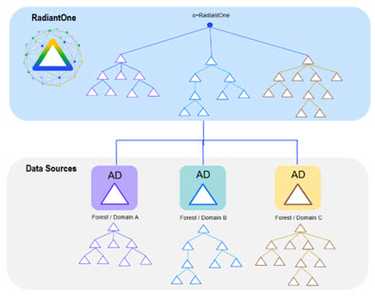 RadiantOne
o=RadiantOne
Data Sources
AD
AD
AD
Forest / Domain A
Forest / Domain B
Forest / Domain C